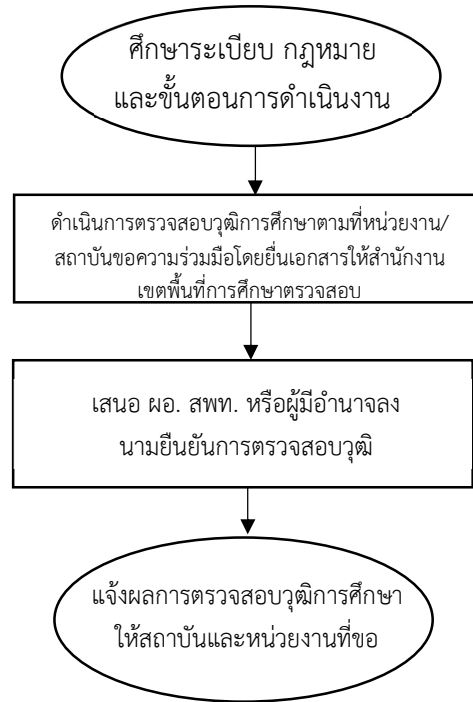 ศึกษาระเบียบ กฎหมาย
และขั้นตอนการดำเนินงาน
ดำเนินการตรวจสอบวุฒิการศึกษาตามที่หน่วยงาน/
สถาบันขอความร่วมมือโดยยื่นเอกสารให้สำนักงาน
เขตพื้นที่การศึกษาตรวจสอบ
เสนอ ผอ. สพท. หรือผู้มีอำนาจลง
นามยืนยันการตรวจสอบวุฒิ
แจ้งผลการตรวจสอบวุฒิการศึกษา
ให้สถาบันและหน่วยงานที่ขอ